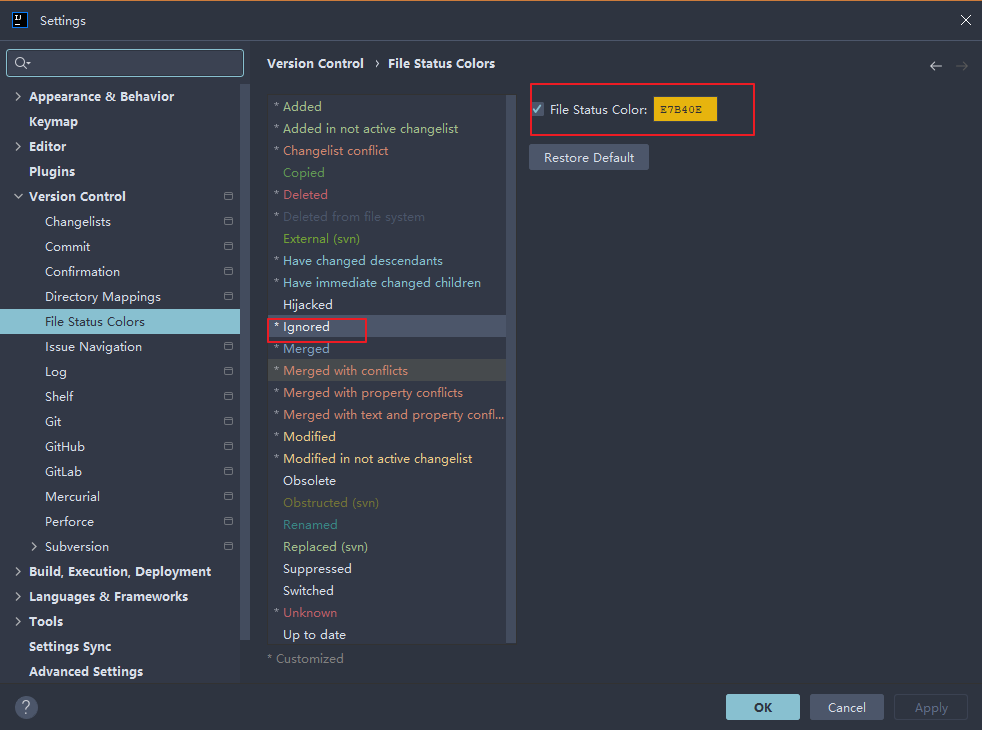 Settings
Version Control › File Status Colors
Appearance & Behavior
Keymap
Editor
Plugins
Version Control
Changelists
Commit
Confirmation
Directory Mappings
File Status Colors
Issue Navigation
Log
Shelf
Git
GitHub
GitLab
Mercurial
Perforce
Subversion
Build, Execution, Deployment
Languages & Frameworks
Tools
Settings Sync
Advanced Settings
* Added
* Added in not active changelist
* Changelist conflict
Copied
* Deleted
* Deleted from file system
External (svn)
* Have changed descendants
* Have immediate changed children
Hijacked
* Ignored
* Merged
* Merged with conflicts
* Merged with property conflicts
* Merged with text and property confl...
* Modified
* Modified in not active changelist
Obsolete
Obstructed (svn)
Renamed
Replaced (svn)
Suppressed
Switched
* Unknown
Up to date
* Customized
File Status Color: E7B40E
Restore Default
?
OK
Cancel
Apply